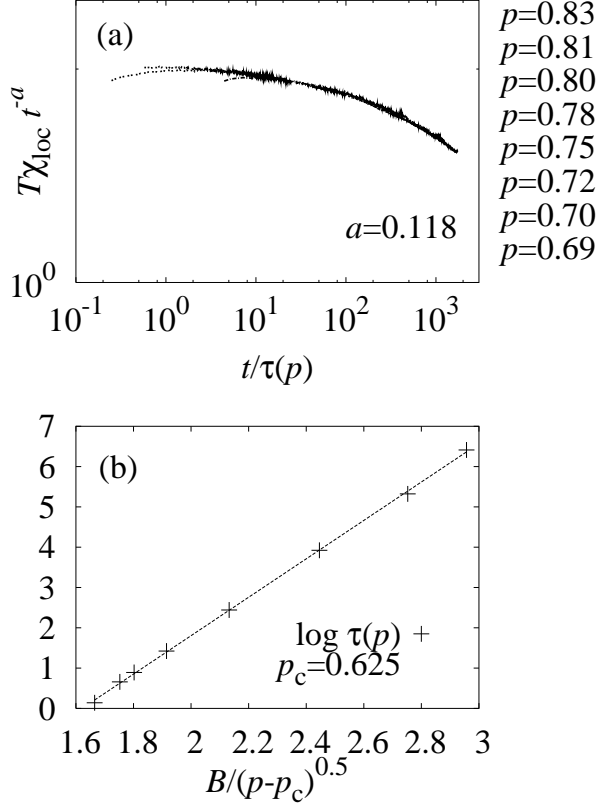 (a)
p=0.83
p=0.81
p=0.80
p=0.78
p=0.75
p=0.72
p=0.70
p=0.69
Tχloc t^-a
a=0.118
10^0
10^-1 10^0 10^1 10^2 10^3
t/τ(p)
(b)
7
6
5
4
3
2
1
0
log τ(p)
pc=0.625
1.6 1.8 2 2.2 2.4 2.6 2.8 3
B/(p-pc)^0.5